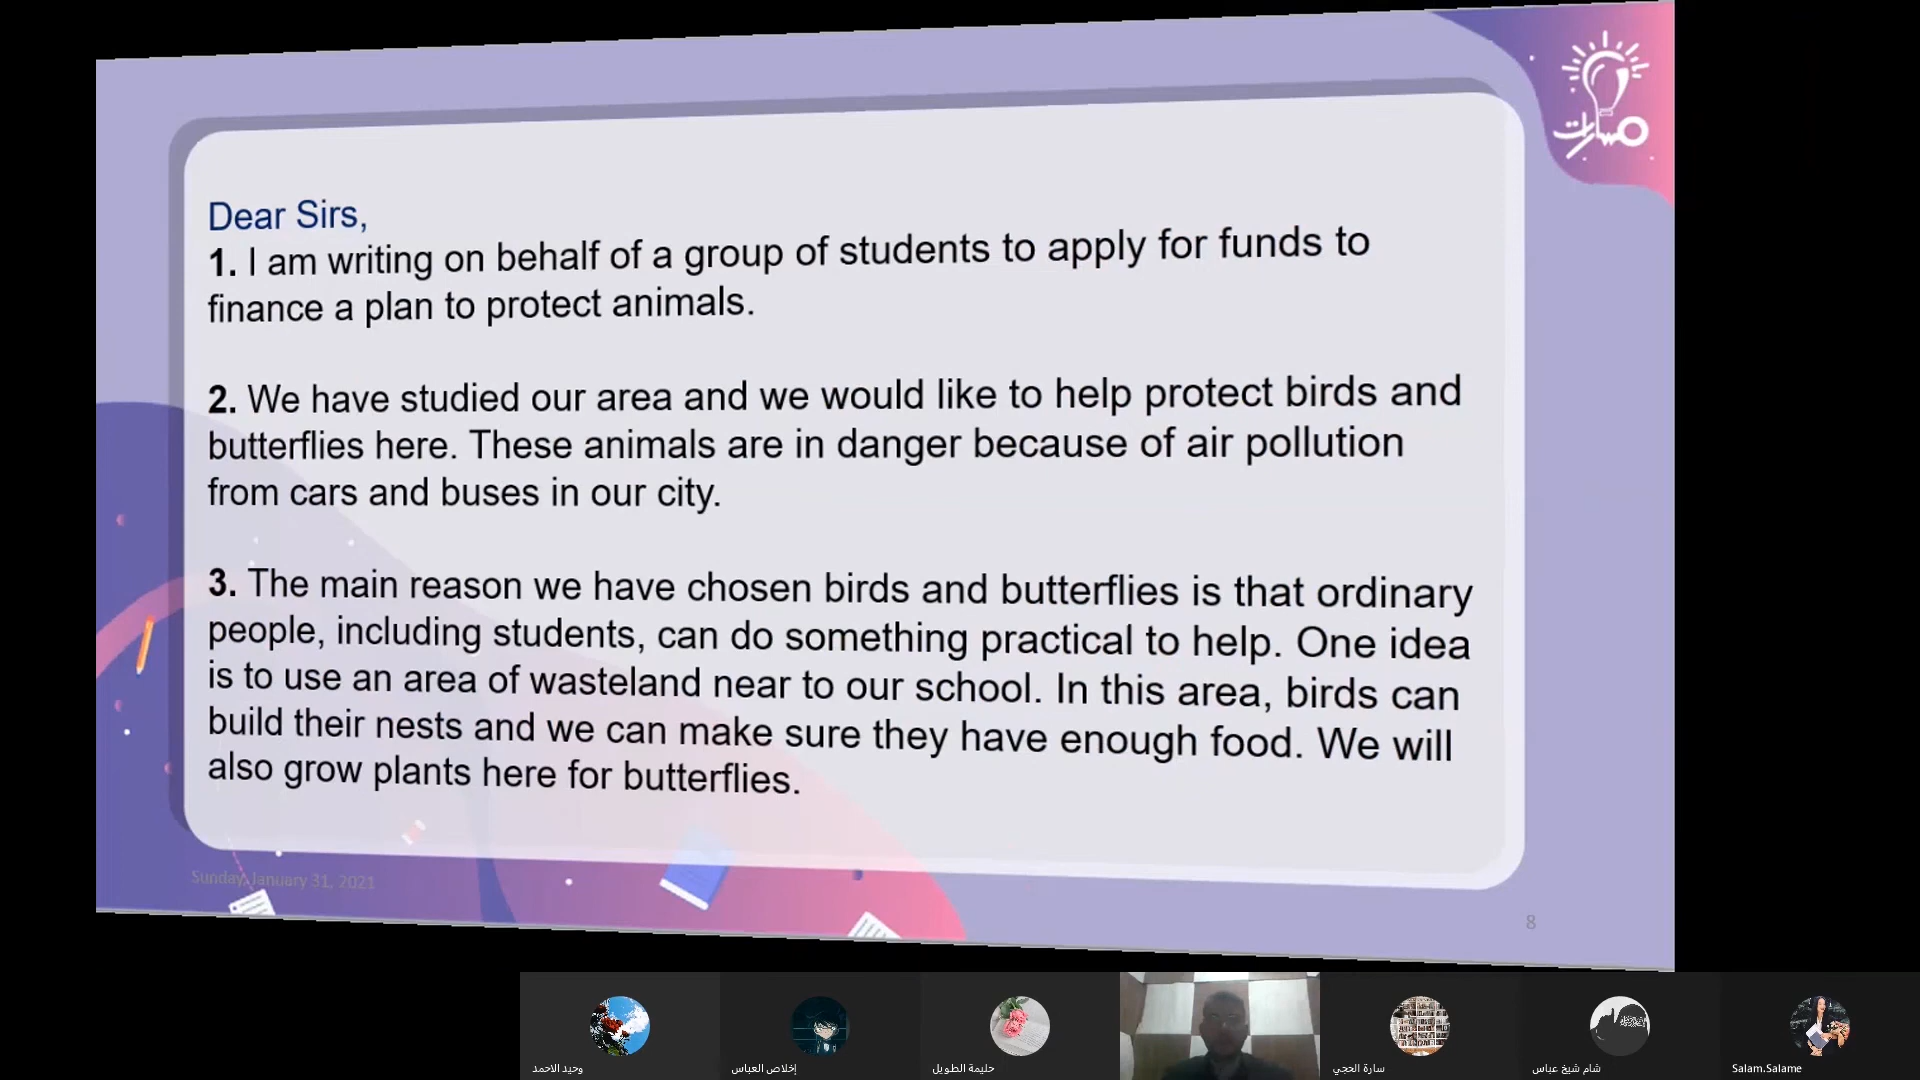 مسارات
Dear Sirs,
1. I am writing on behalf of a group of students to apply for funds to
finance a plan to protect animals.
2. We have studied our area and we would like to help protect birds and
butterflies here. These animals are in danger because of air pollution
from cars and buses in our city.
3. The main reason we have chosen birds and butterflies is that ordinary
people, including students, can do something practical to help. One idea
is to use an area of wasteland near to our school. In this area, birds can
build their nests and we can make sure they have enough food. We will
also grow plants here for butterflies.
Sunday, January 31, 2021
8
وحيد الاحمد
إخلاص العباس
حليمة الطويل
سارة الحجي
شام شيخ عباس
Salam.Salame